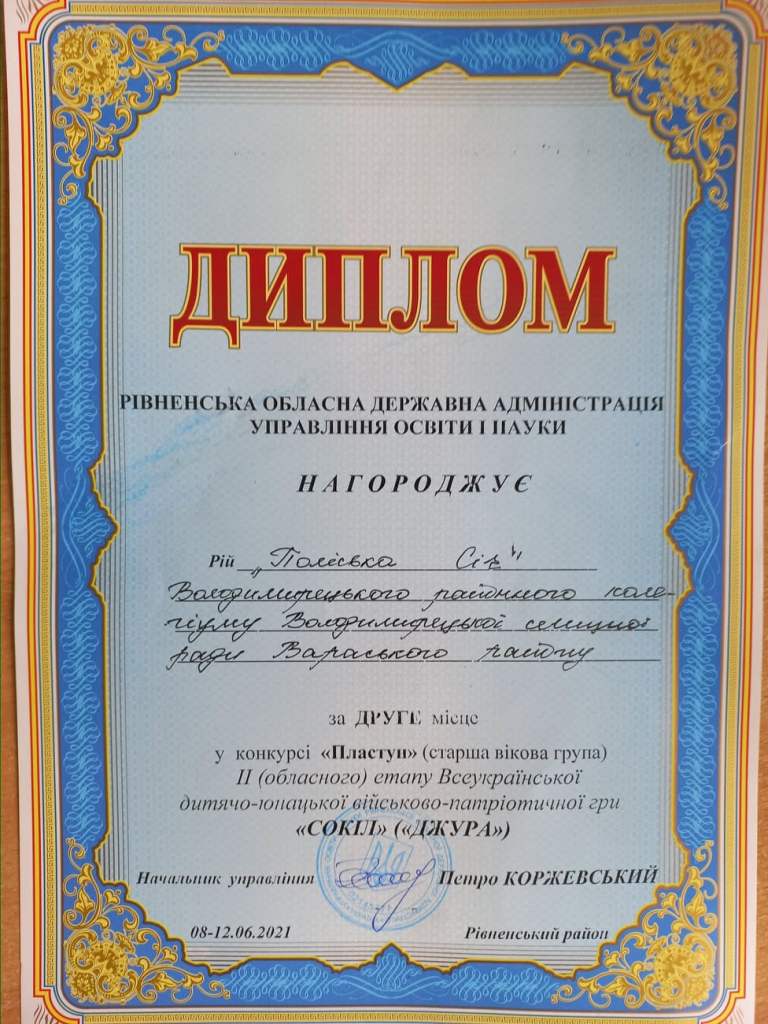 ДИПЛОМ
РІВНЕНСЬКА ОБЛАСНА ДЕРЖАВНА АДМІНІСТРАЦІЯ
УПРАВЛІННЯ ОСВІТИ І НАУКИ
НАГОРОДЖУЄ
Рій „Поліська Січ"
Володимирецького районного коле-
гіуму Володимирецької селищної
ради Вараського району
за ДРУГЕ місце
у конкурсі «Пластун» (старша вікова група)
ІІ (обласного) етапу Всеукраїнської
дитячо-юнацької військово-патріотичної гри
«СОКІЛ» («ДЖУРА»)
Начальник управління Петро КОРЖЕВСЬКИЙ
08-12.06.2021 Рівненський район